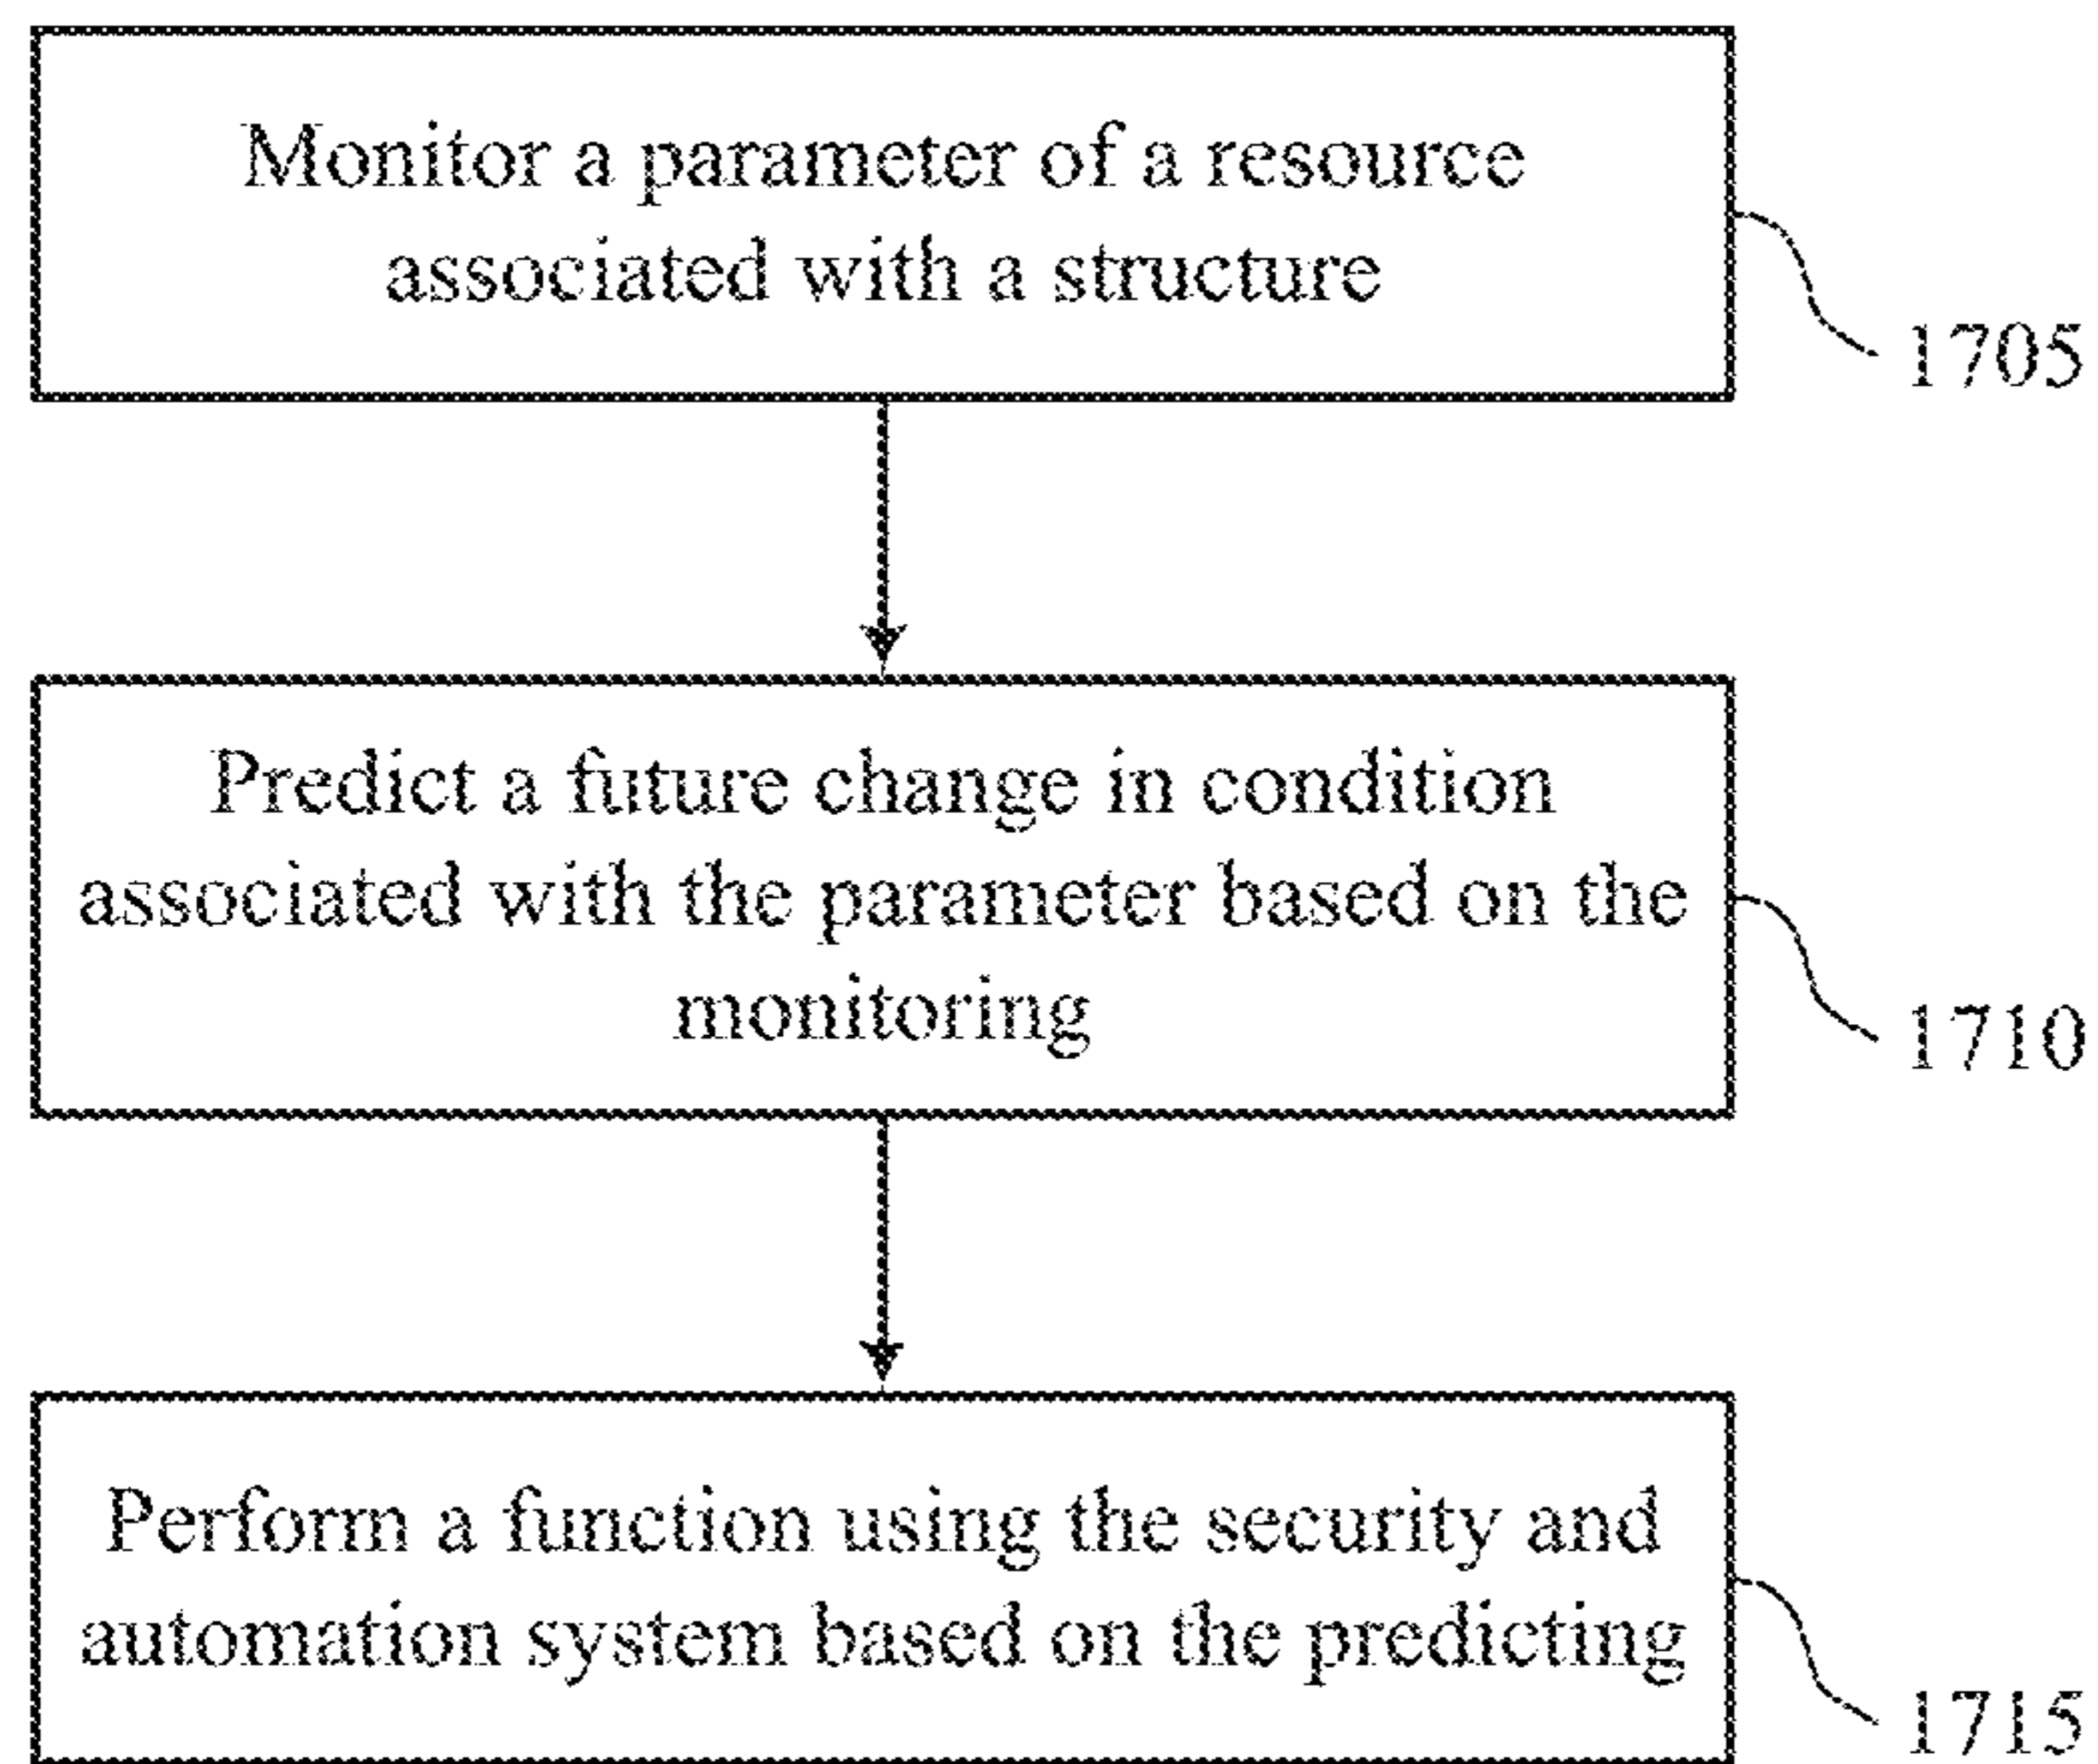 Monitor a parameter of a resource
associated with a structure
1705
Predict a future change in condition
associated with the parameter based on the
monitoring
1710
Perform a function using the security and
automation system based on the predicting
1715